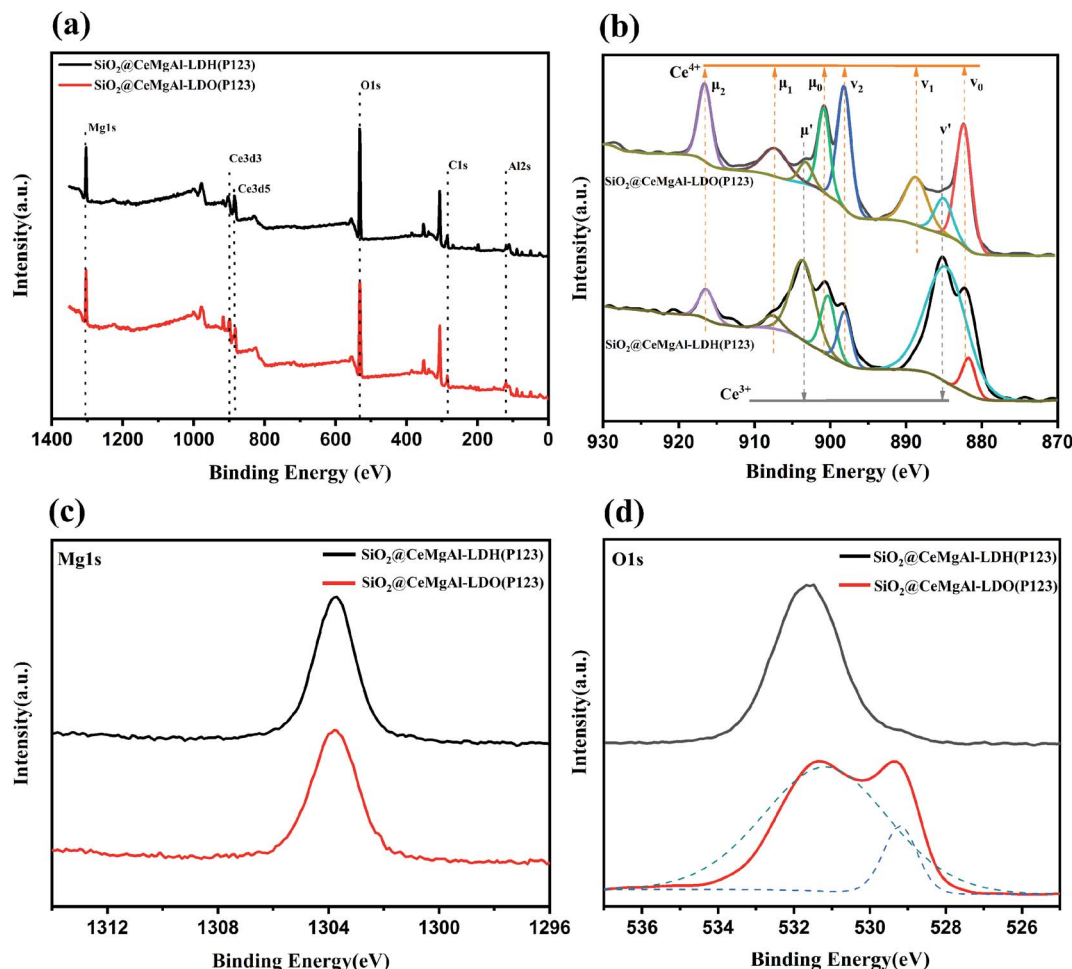 (a)
SiO₂@CeMgAl-LDH(P123)
SiO₂@CeMgAl-LDO(P123)
O1s
Mg1s
C1s
Ce3d3
Al2s
Ce3d5
Intensity(a.u.)
1400 1200 1000 800 600 400 200 0
Binding Energy (eV)
(b)
Ce⁴⁺
μ₂ μ₁ μ₀ v₂ v₁ v₀
μ' v'
SiO₂@CeMgAl-LDO(P123)
SiO₂@CeMgAl-LDH(P123)
Ce³⁺
Intensity(a.u.)
930 920 910 900 890 880 870
Binding Energy (eV)
(c)
Mg1s
SiO₂@CeMgAl-LDH(P123)
SiO₂@CeMgAl-LDO(P123)
Intensity(a.u.)
1312 1308 1304 1300 1296
Binding Energy(eV)
(d)
O1s
SiO₂@CeMgAl-LDH(P123)
SiO₂@CeMgAl-LDO(P123)
Intensity(a.u.)
536 534 532 530 528 526
Binding Energy(eV)